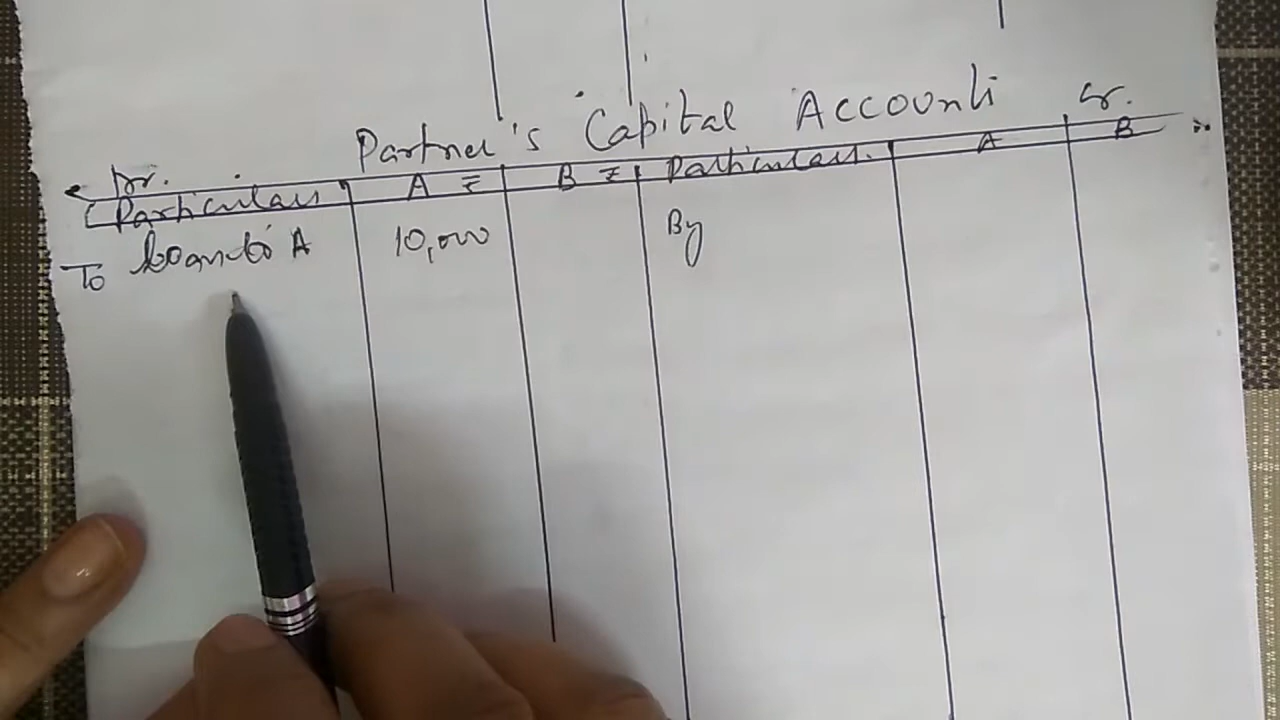 Partner's Capital Account
Dr. Cr.
Particulars A ₹ B ₹ Particulars. A B
To Loan to A 10,000 By